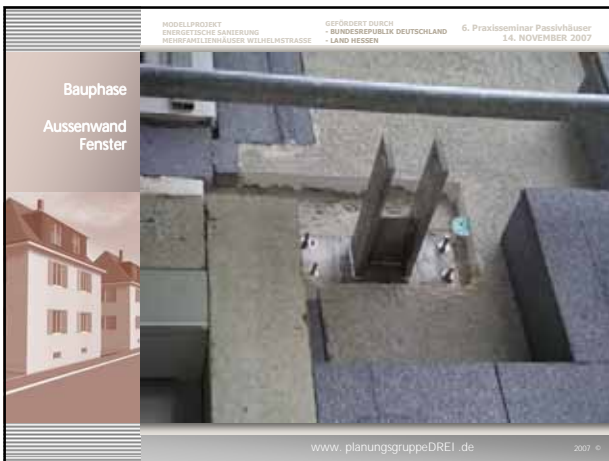 MODELLPROJEKT
ENERGETISCHE SANIERUNG
MEHRFAMILIENHÄUSER WILHELMSTRASSE
GEFÖRDERT DURCH
- BUNDESREPUBLIK DEUTSCHLAND
- LAND HESSEN
6. Praxisseminar Passivhäuser
14. NOVEMBER 2007
Bauphase
Aussenwand
Fenster
www. planungsgruppeDREI .de
2007 ©